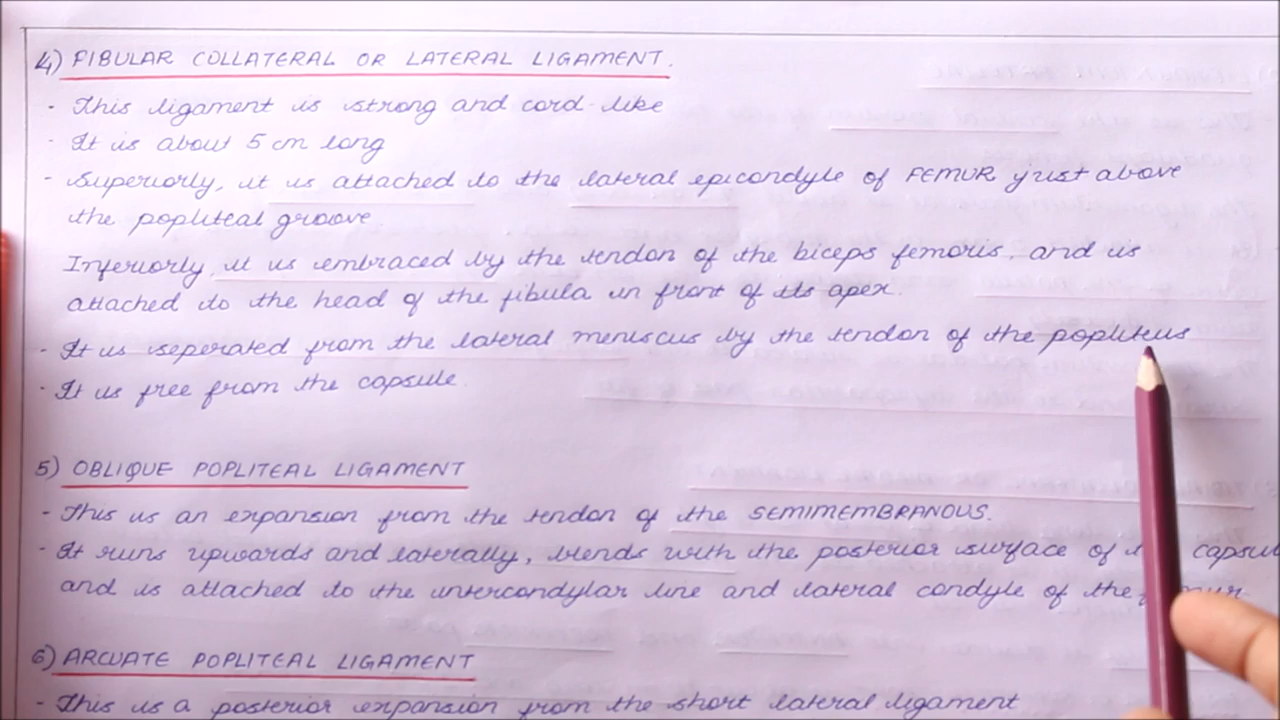 4) FIBULAR COLLATERAL OR LATERAL LIGAMENT.
- This ligament is strong and cord-like
- It is about 5 cm long
- Superiorly, it is attached to the lateral epicondyle of FEMUR just above
the popliteal groove.
Inferiorly, it is embraced by the tendon of the biceps femoris, and is
attached to the head of the fibula in front of its apex.
- It is seperated from the lateral meniscus by the tendon of the popliteus
- It is free from the capsule.
5) OBLIQUE POPLITEAL LIGAMENT
- This is an expansion from the tendon of the SEMIMEMBRANOUS.
- It runs upwards and laterally, blends with the posterior surface of capsul
and is attached to the intercondylar line and lateral condyle of the
6) ARCUATE POPLITEAL LIGAMENT
- This is a posterior expansion from the short lateral ligament